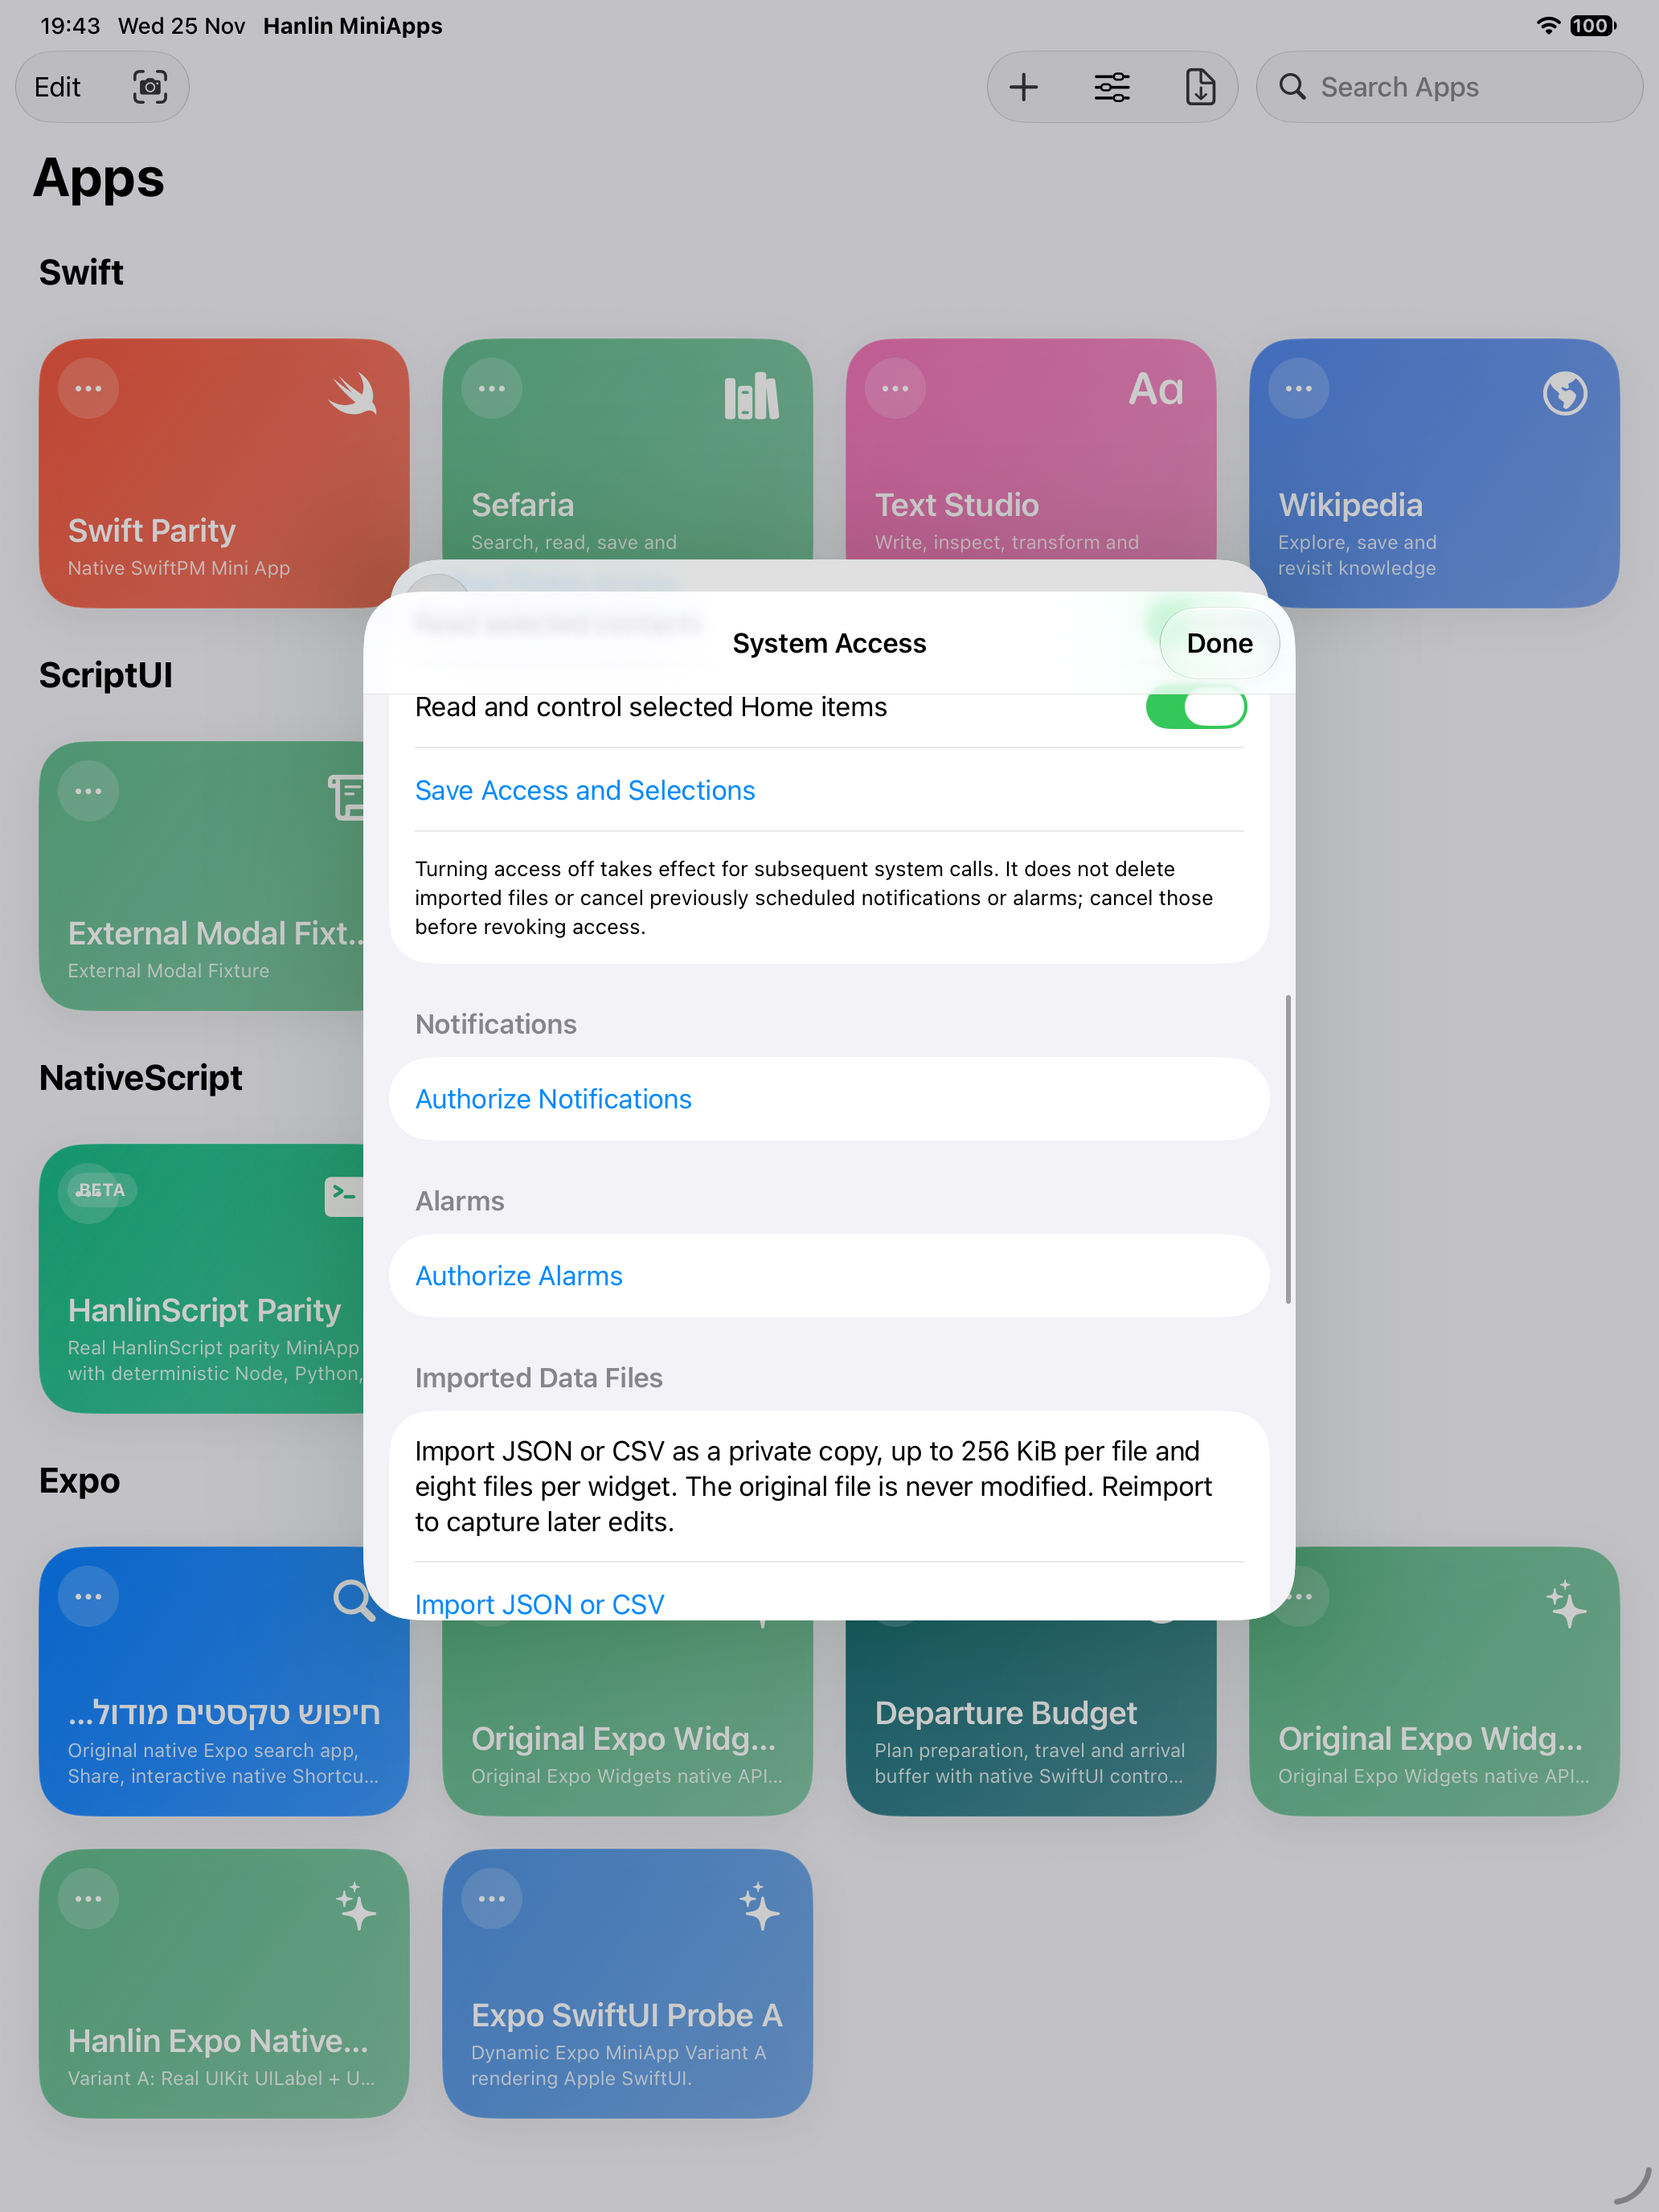 19:43 Wed 25 Nov Hanlin MiniApps
100
Edit
Search Apps
Apps
Swift
Swift Parity
Native SwiftPM Mini App
Sefaria
Search, read, save and
Aa
Text Studio
Write, inspect, transform and
Wikipedia
Explore, save and
revisit knowledge
Read selected contacts
System Access
Done
Read and control selected Home items
Save Access and Selections
Turning access off takes effect for subsequent system calls. It does not delete
imported files or cancel previously scheduled notifications or alarms; cancel those
before revoking access.
Notifications
Authorize Notifications
Alarms
Authorize Alarms
Imported Data Files
Import JSON or CSV as a private copy, up to 256 KiB per file and
eight files per widget. The original file is never modified. Reimport
to capture later edits.
Import JSON or CSV
ScriptUI
External Modal Fixt...
External Modal Fixture
NativeScript
BETA
HanlinScript Parity
Real HanlinScript parity MiniApp
with deterministic Node, Python,
Expo
חיפוש טקסטים מודול...
Original native Expo search app,
Share, interactive native Shortcu...
Original Expo Widg...
Original Expo Widgets native API...
Departure Budget
Plan preparation, travel and arrival
buffer with native SwiftUI contro...
Original Expo Widg...
Original Expo Widgets native API...
Hanlin Expo Native...
Variant A: Real UIKit UILabel + U...
Expo SwiftUI Probe A
Dynamic Expo MiniApp Variant A
rendering Apple SwiftUI.